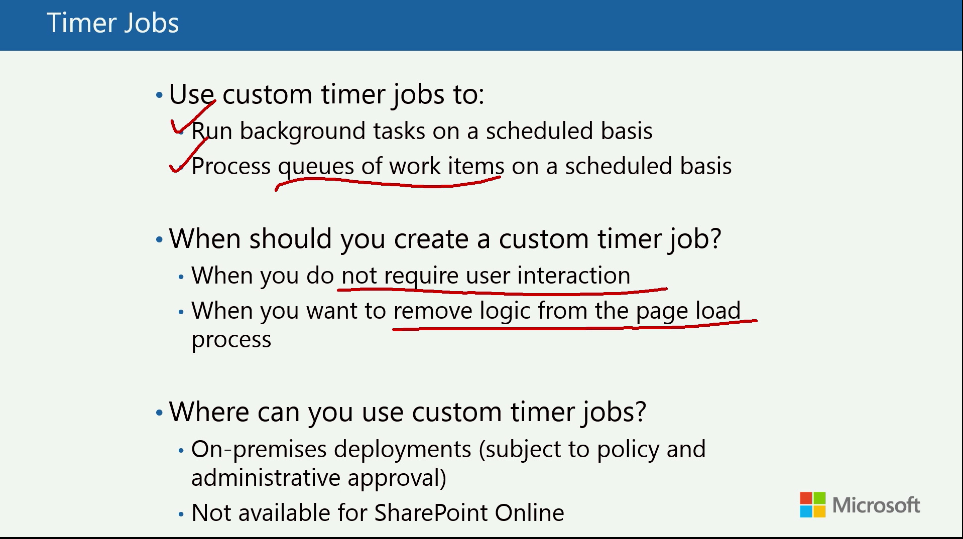 Timer Jobs
• Use custom timer jobs to:
• Run background tasks on a scheduled basis
• Process queues of work items on a scheduled basis
• When should you create a custom timer job?
• When you do not require user interaction
• When you want to remove logic from the page load
process
• Where can you use custom timer jobs?
• On-premises deployments (subject to policy and
administrative approval)
• Not available for SharePoint Online
Microsoft